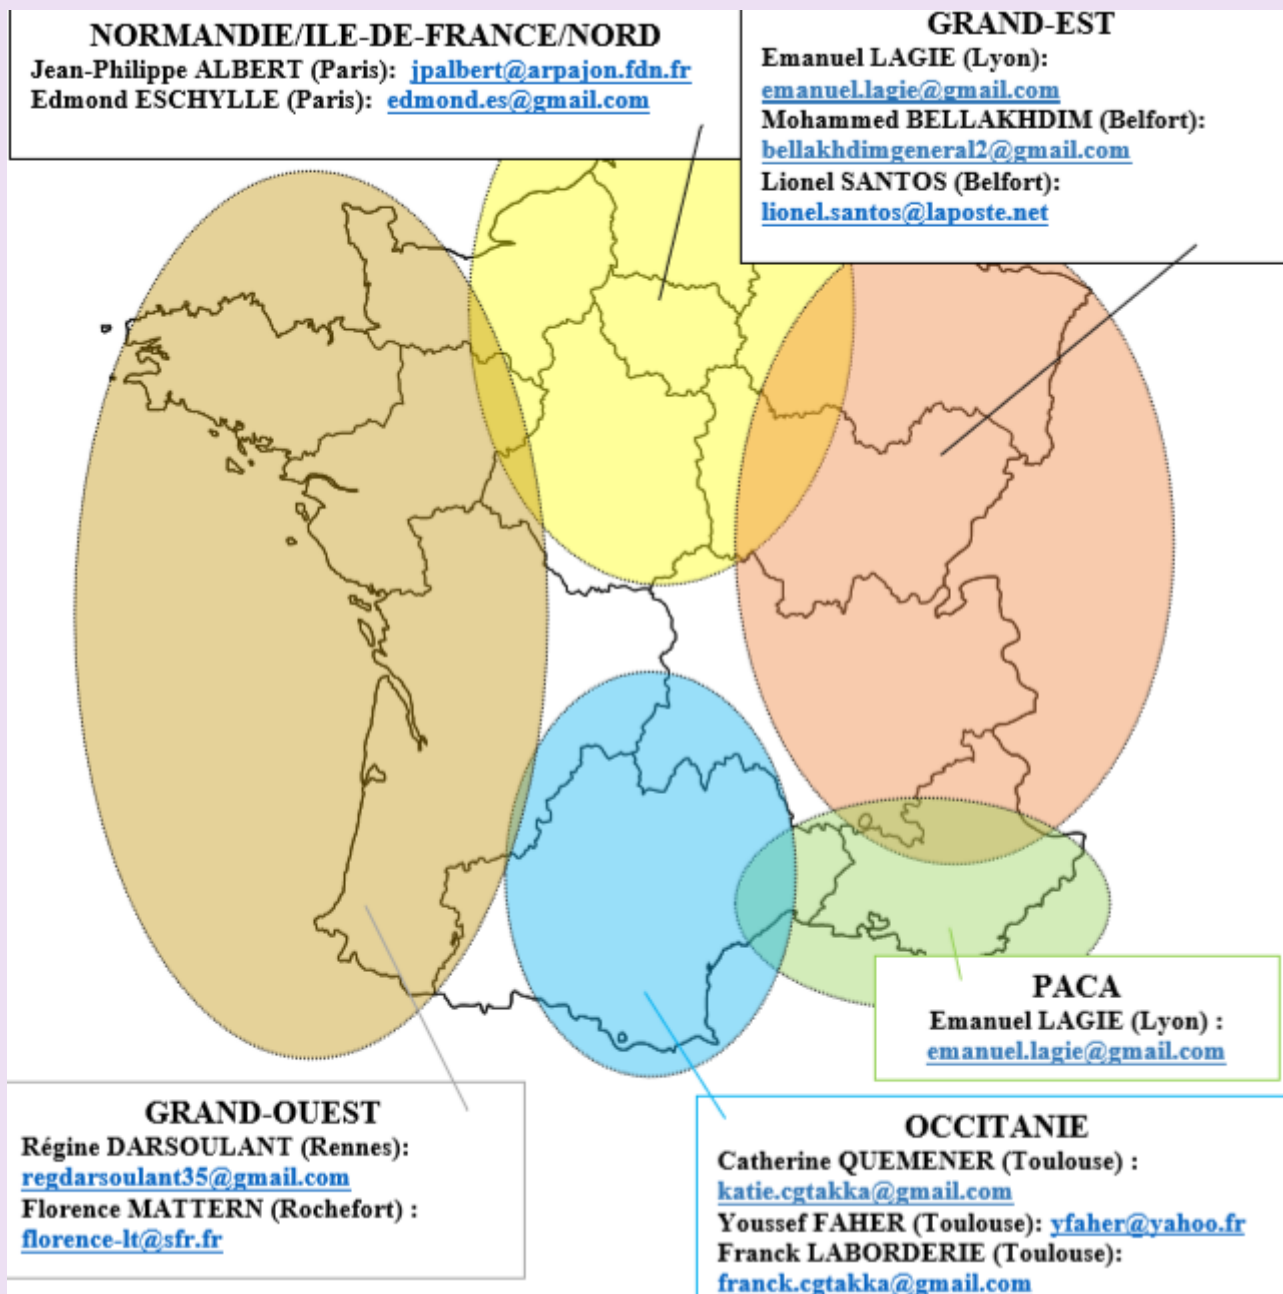 NORMANDIE/ILE-DE-FRANCE/NORD
Jean-Philippe ALBERT (Paris): jpalbert@arpajon.fdn.fr
Edmond ESCHYLLE (Paris): edmond.es@gmail.com
GRAND-EST
Emanuel LAGIE (Lyon):
emanuel.lagie@gmail.com
Mohammed BELLAKHDIM (Belfort):
bellakhdimgeneral2@gmail.com
Lionel SANTOS (Belfort):
lionel.santos@laposte.net
PACA
Emanuel LAGIE (Lyon) :
emanuel.lagie@gmail.com
GRAND-OUEST
Régine DARSOULANT (Rennes):
regdarsoulant35@gmail.com
Florence MATTERN (Rochefort) :
florence-lt@sfr.fr
OCCITANIE
Catherine QUEMENER (Toulouse) :
katie.cgtakka@gmail.com
Youssef FAHER (Toulouse): yfaher@yahoo.fr
Franck LABORDERIE (Toulouse):
franck.cgtakka@gmail.com